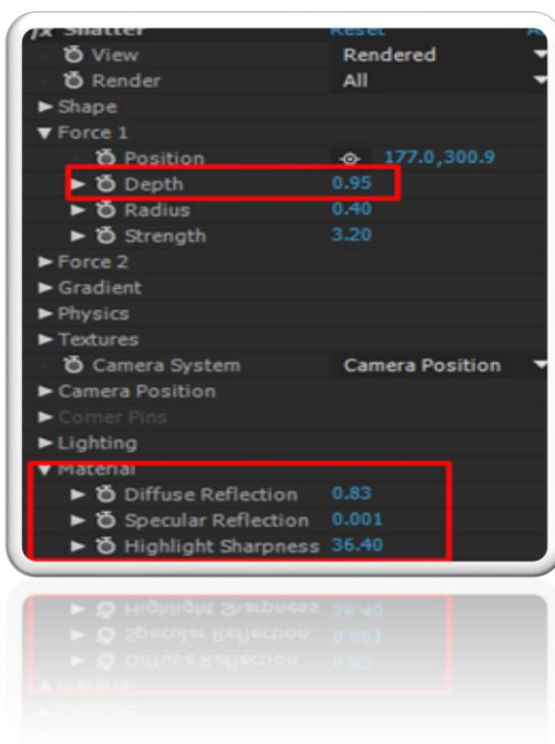 fx Shatter Reset
View Rendered
Render All
Shape
Force 1
Position 177.0,300.9
Depth 0.95
Radius 0.40
Strength 3.20
Force 2
Gradient
Physics
Textures
Camera System Camera Position
Camera Position
Corner Pins
Lighting
Material
Diffuse Reflection 0.83
Specular Reflection 0.001
Highlight Sharpness 36.40